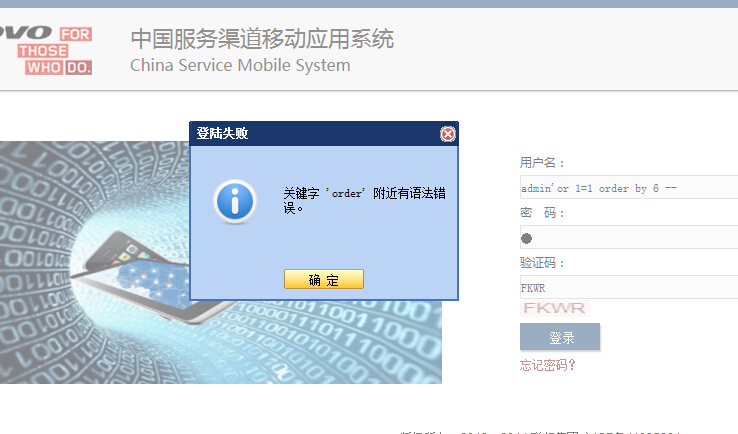 FOR
THOSE
WHO DO.
中国服务渠道移动应用系统
China Service Mobile System
登陆失败
关键字 'order' 附近有语法错
误。
确 定
用户名：
admin'or 1=1 order by 6 --
密 码：
验证码：
FKWR
FKWR
登录
忘记密码?